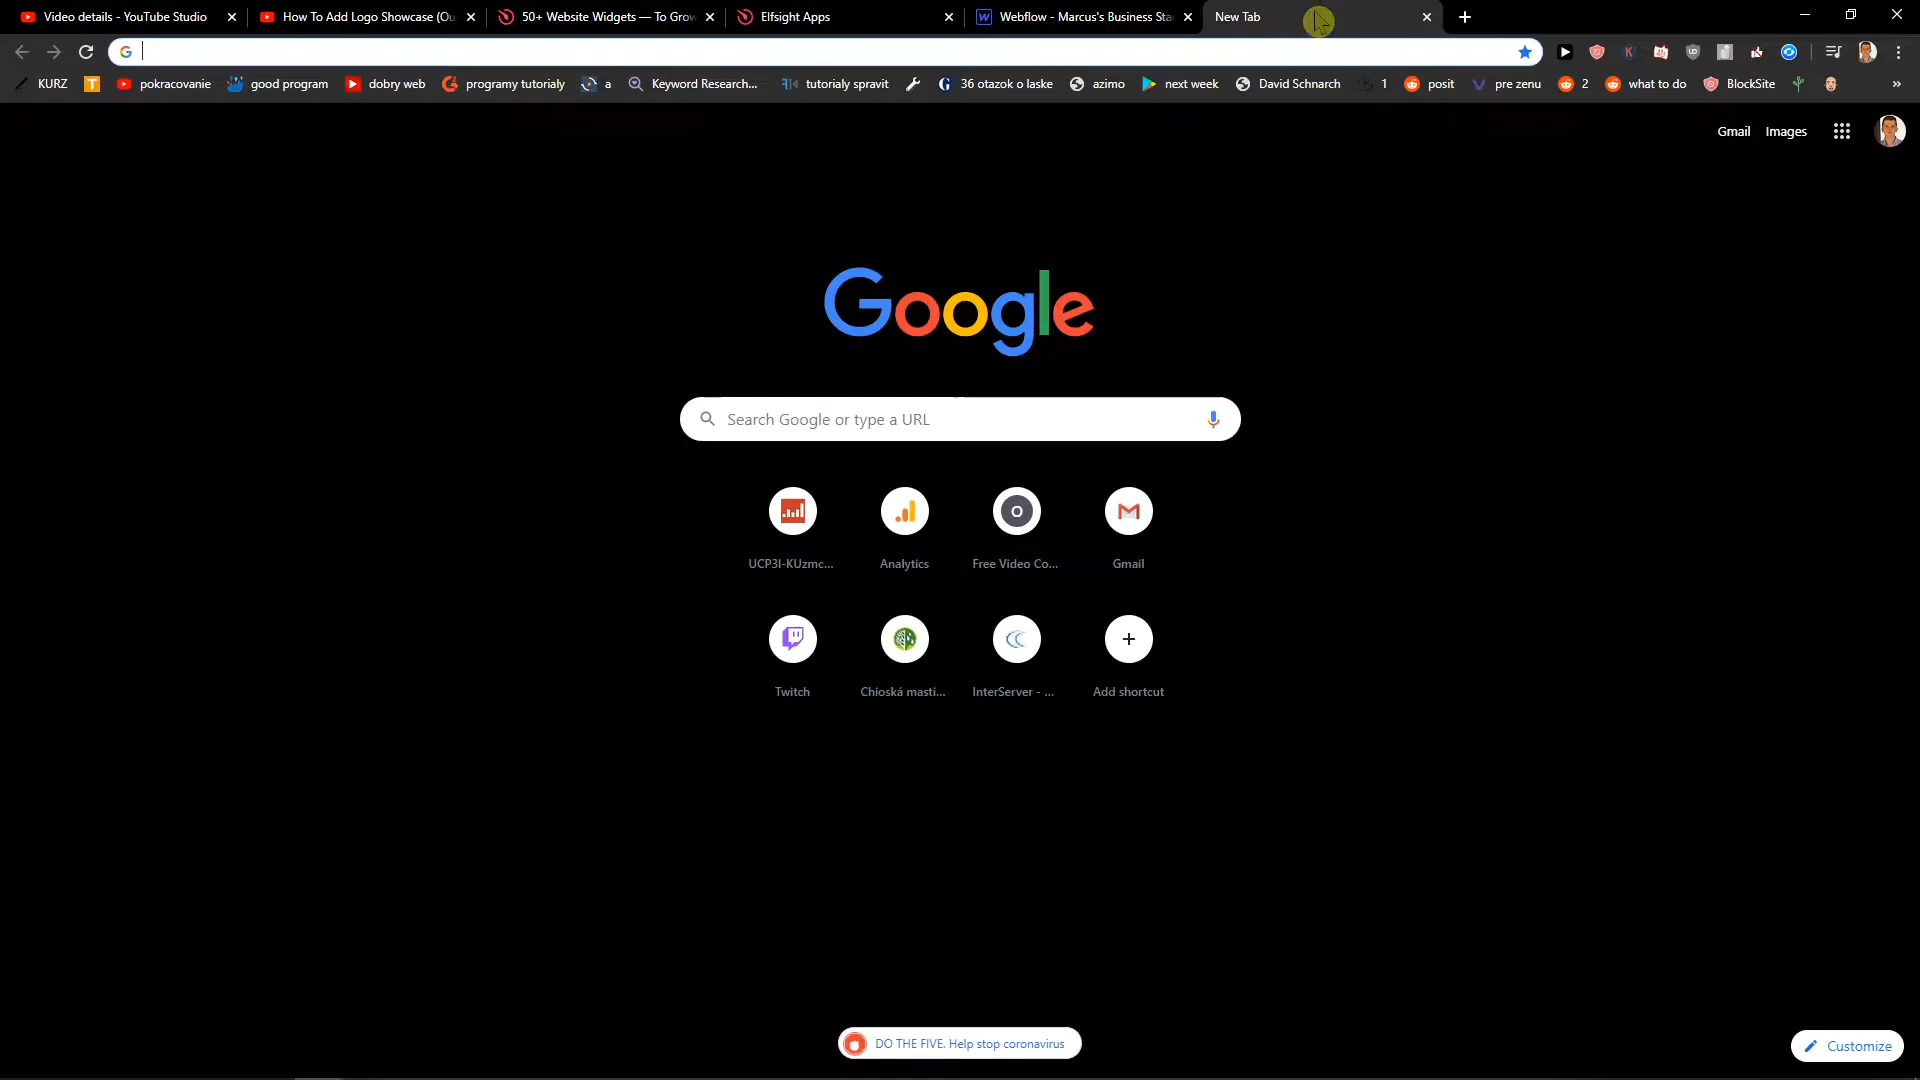 Video details - YouTube Studio
How To Add Logo Showcase (Ou
50+ Website Widgets — To Grow
Elfsight Apps
Webflow - Marcus's Business Sta
New Tab
KURZ
pokracovanie
good program
dobry web
programy tutorialy
a
Keyword Research...
tutorialy spravit
36 otazok o laske
azimo
next week
David Schnarch
1
posit
pre zenu
2
what to do
BlockSite
»
Gmail Images
Google
Search Google or type a URL
UCP3I-KUzmc...
Analytics
Free Video Co...
Gmail
Twitch
Chioská masti...
InterServer - ...
Add shortcut
DO THE FIVE. Help stop coronavirus
Customize